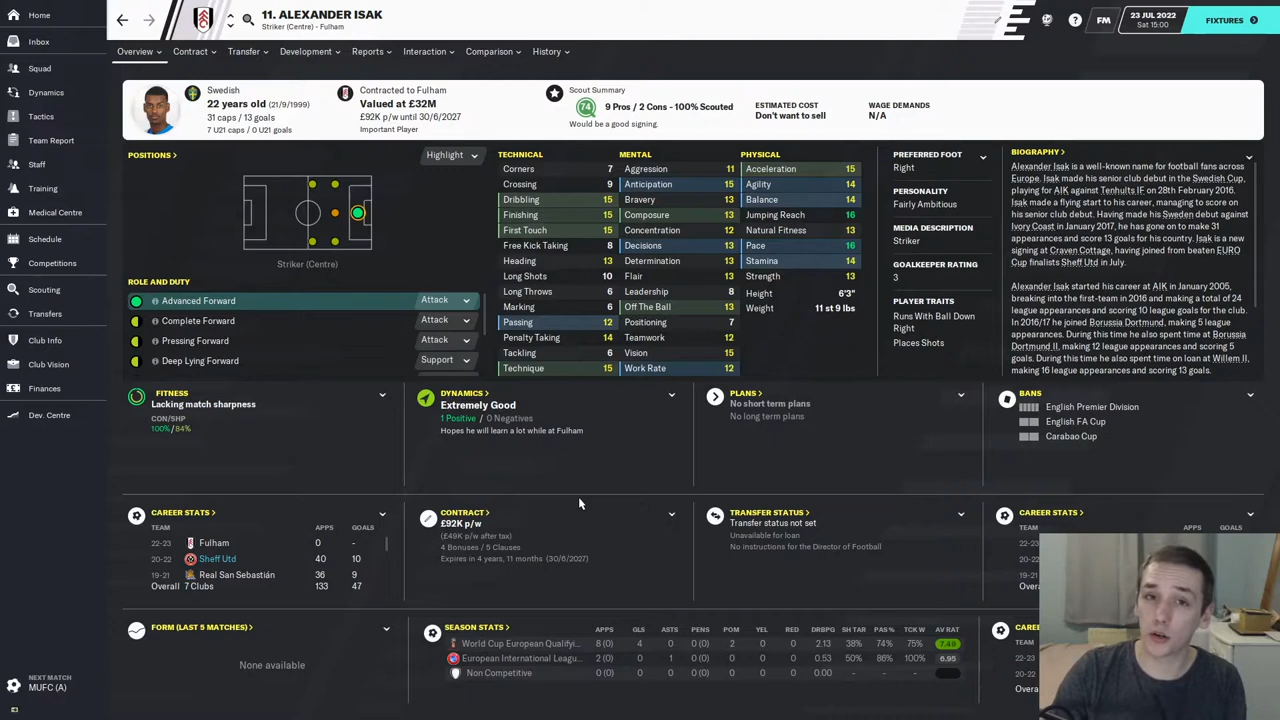 Home
Inbox
Squad
Dynamics
Tactics
Team Report
Staff
Training
Medical Centre
Schedule
Competitions
Scouting
Transfers
Club Info
Club Vision
Finances
Dev. Centre
NEXT MATCH
MUFC (A)
11. ALEXANDER ISAK
Striker (Centre) - Fulham
FM
23 JUL 2022
Sat 15:00
FIXTURES
Overview
Contract
Transfer
Development
Reports
Interaction
Comparison
History
Swedish
22 years old (21/9/1999)
31 caps / 13 goals
7 U21 caps / 0 U21 goals
Contracted to Fulham
Valued at £32M
£92K p/w until 30/6/2027
Important Player
Scout Summary
74
9 Pros / 2 Cons - 100% Scouted
Would be a good signing.
ESTIMATED COST
Don't want to sell
WAGE DEMANDS
N/A
POSITIONS
Highlight
Striker (Centre)
ROLE AND DUTY
Advanced Forward Attack
Complete Forward Attack
Pressing Forward Attack
Deep Lying Forward Support
TECHNICAL
Corners 7
Crossing 9
Dribbling 15
Finishing 15
First Touch 15
Free Kick Taking 8
Heading 13
Long Shots 10
Long Throws 6
Marking 6
Passing 12
Penalty Taking 14
Tackling 6
Technique 15
MENTAL
Aggression 11
Anticipation 15
Bravery 13
Composure 13
Concentration 12
Decisions 13
Determination 13
Flair 13
Leadership 8
Off The Ball 13
Positioning 7
Teamwork 12
Vision 15
Work Rate 12
PHYSICAL
Acceleration 15
Agility 14
Balance 14
Jumping Reach 16
Natural Fitness 13
Pace 16
Stamina 14
Strength 13
Height 6'3"
Weight 11 st 9 lbs
PREFERRED FOOT
Right
PERSONALITY
Fairly Ambitious
MEDIA DESCRIPTION
Striker
GOALKEEPER RATING
3
PLAYER TRAITS
Runs With Ball Down
Right
Places Shots
BIOGRAPHY
Alexander Isak is a well-known name for football fans across
Europe. Isak made his senior club debut in the Swedish Cup,
playing for AIK against Tenhults IF on 28th February 2016.
Isak made a flying start to his career, managing to score on
his senior club debut. Having made his Sweden debut against
Ivory Coast in January 2017, he has gone on to make 31
appearances and score 13 goals for his country. Isak is a new
signing at Craven Cottage, having joined from EURO
Cup finalists Sheff Utd in July.
Alexander Isak started his career at AIK in January 2005,
breaking into the first-team in 2016 and making a total of 24
league appearances and scoring 10 league goals for the club.
In 2016/17 he joined Borussia Dortmund, making 5 league
appearances. During this time he also spent time at Borussia
Dortmund II, making 12 league appearances and scoring 5
goals. During this time he also spent time on loan at Willem II,
making 16 league appearances and scoring 13 goals.
FITNESS
Lacking match sharpness
CON/SHP
100%/84%
DYNAMICS
Extremely Good
1 Positive / 0 Negatives
Hopes he will learn a lot while at Fulham
PLANS
No short term plans
No long term plans
BANS
English Premier Division
English FA Cup
Carabao Cup
CAREER STATS
TEAM APPS GOALS
22-23 Fulham 0 -
20-22 Sheff Utd 40 10
19-21 Real San Sebastián 36 9
Overall 7 Clubs 133 47
CONTRACT
£92K p/w
(£49K p/w after tax)
4 Bonuses / 5 Clauses
Expires in 4 years, 11 months (30/6/2027)
TRANSFER STATUS
Transfer status not set
Unavailable for loan
No instructions for the Director of Football
CAREER STATS
TEAM APPS GOALS
22-23
20-22
19-21
FORM (LAST 5 MATCHES)
None available
SEASON STATS APPS GLS ASTS PENS POM YEL RED DRBPG SH TAR PAS % TCK W AV RAT
World Cup European Qualifyi... 8 (0) 4 0 0 (0) 2 0 0 2.13 38% 74% 75% 7.49
European International Leagu... 2 (0) 0 1 0 (0) 0 0 0 0.53 50% 86% 100% 6.95
Non Competitive 0 (0) 0 0 0 (0) 0 0 0 0.00 - - -
22-23
20-22